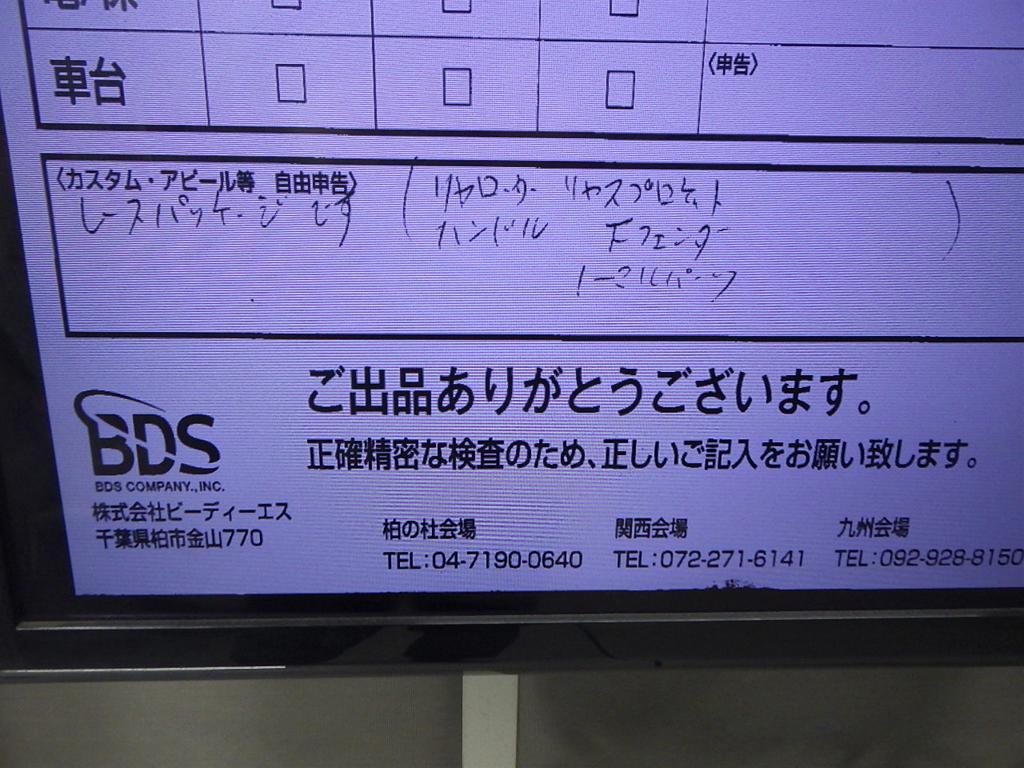 車台 □ □ □ 〈申告〉
〈カスタム・アピール等 自由申告〉
レースパッケージです
( リヤローター リヤスプロケット )
ハンドル Fフェンダー
ノーマルパーツ
ご出品ありがとうございます。
正確精密な検査のため、正しいご記入をお願い致します。
BDS
BDS COMPANY., INC.
株式会社ビーディーエス
千葉県柏市金山770
柏の杜会場 関西会場 九州会場
TEL:04-7190-0640 TEL:072-271-6141 TEL:092-928-8150